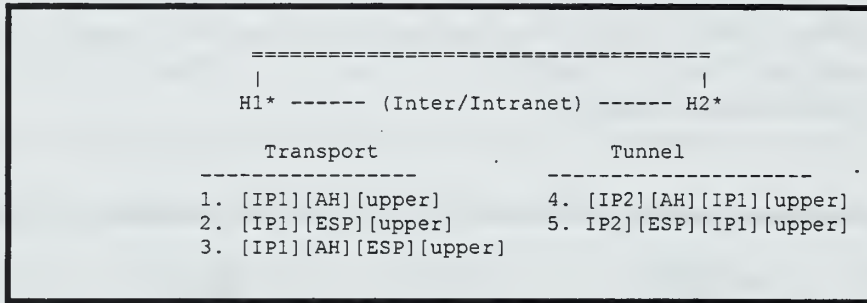 ======================================
| |
H1* ------ (Inter/Intranet) ------ H2*
Transport Tunnel
----------------- ---------------------
1. [IP1][AH][upper] 4. [IP2][AH][IP1][upper]
2. [IP1][ESP][upper] 5. IP2][ESP][IP1][upper]
3. [IP1][AH][ESP][upper]